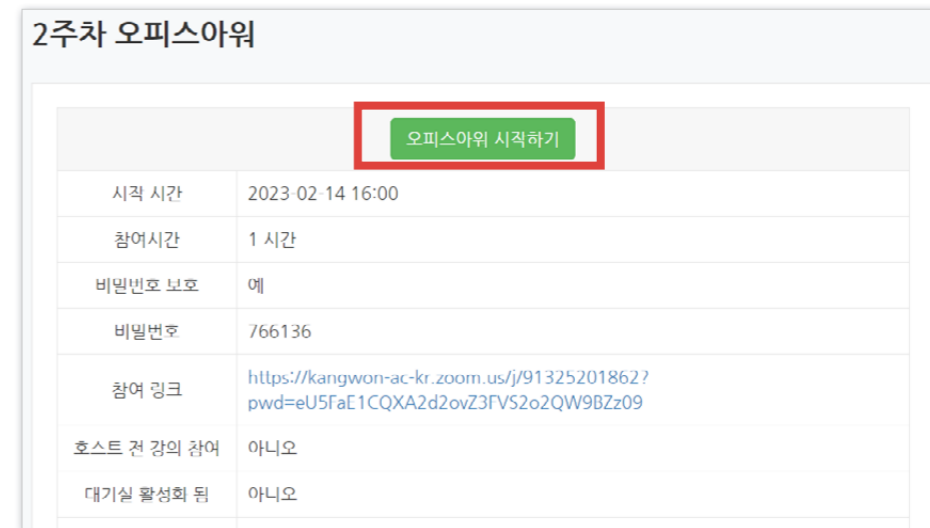 2주차 오피스아워
오피스아워 시작하기
시작 시간 2023-02-14 16:00
참여시간 1 시간
비밀번호 보호 예
비밀번호 766136
참여 링크 https://kangwon-ac-kr.zoom.us/j/91325201862?
pwd=eU5FaE1CQXA2d2ovZ3FVS2o2QW9BZz09
호스트 전 강의 참여 아니오
대기실 활성화 됨 아니오